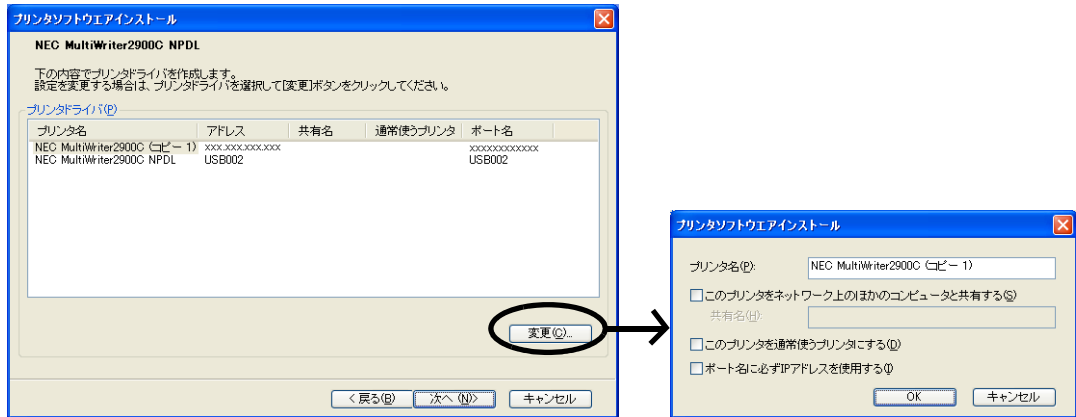 プリンタソフトウエアインストール
NEC MultiWriter2900C NPDL
下の内容でプリンタドライバを作成します。
設定を変更する場合は、プリンタドライバを選択して[変更]ボタンをクリックしてください。
プリンタドライバ(P)
プリンタ名 アドレス 共有名 通常使うプリンタ ポート名
NEC MultiWriter2900C (コピー 1) xxx.xxx.xxx.xxx xxxxxxxxxxxx
NEC MultiWriter2900C NPDL USB002 USB002
変更(C)...
< 戻る(B) 次へ (N)> キャンセル
プリンタソフトウエアインストール
プリンタ名(P): NEC MultiWriter2900C (コピー 1)
このプリンタをネットワーク上のほかのコンピュータと共有する(S)
共有名(H):
このプリンタを通常使うプリンタにする(D)
ポート名に必ずIPアドレスを使用する(I)
OK キャンセル